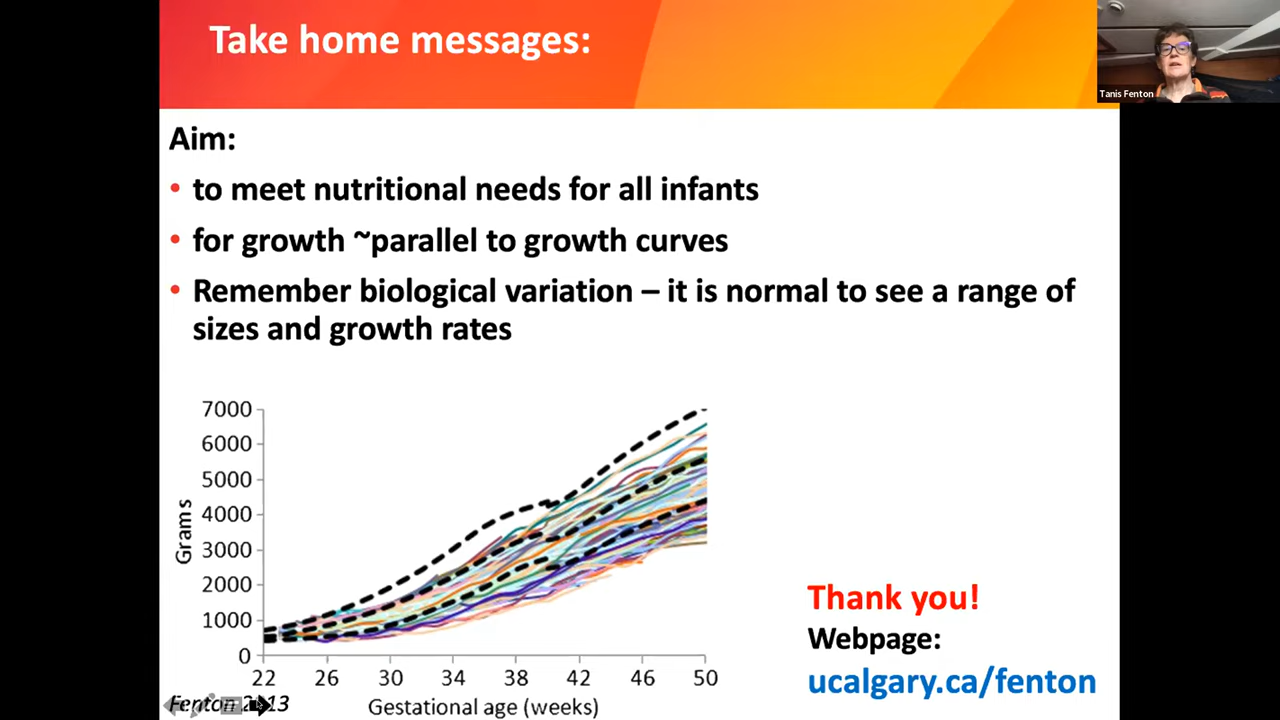 Take home messages:
Tanis Fenton
Aim:
• to meet nutritional needs for all infants
• for growth ~parallel to growth curves
• Remember biological variation – it is normal to see a range of
sizes and growth rates
7000
6000
5000
4000
3000
2000
1000
0
Grams
22 26 30 34 38 42 46 50
Gestational age (weeks)
Fenton 2013
Thank you!
Webpage:
ucalgary.ca/fenton